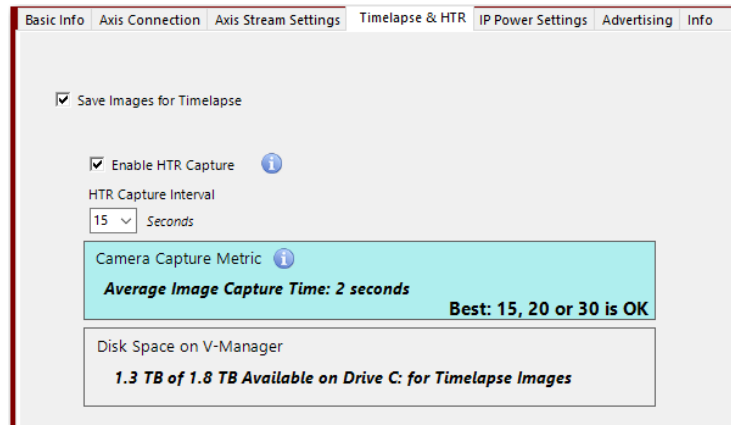 Basic Info Axis Connection Axis Stream Settings Timelapse & HTR IP Power Settings Advertising Info
Save Images for Timelapse
Enable HTR Capture i
HTR Capture Interval
15 Seconds
Camera Capture Metric i
Average Image Capture Time: 2 seconds
Best: 15, 20 or 30 is OK
Disk Space on V-Manager
1.3 TB of 1.8 TB Available on Drive C: for Timelapse Images